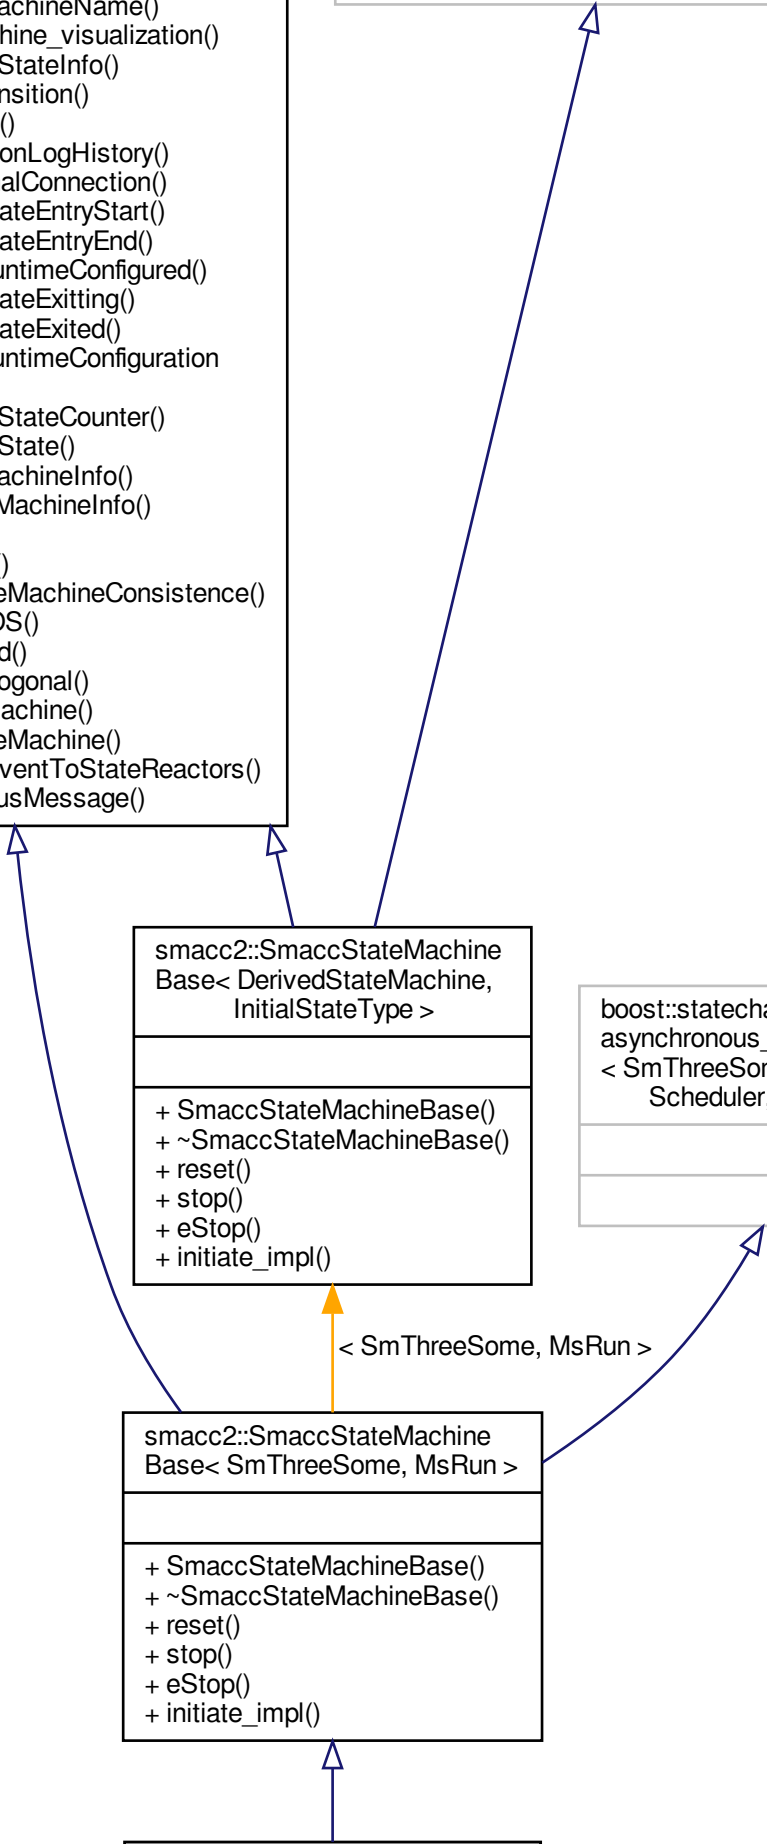 achineName()
hine_visualization()
StateInfo()
nsition()
()
onLogHistory()
alConnection()
ateEntryStart()
ateEntryEnd()
untimeConfigured()
ateExitting()
ateExited()
untimeConfiguration
StateCounter()
State()
achineInfo()
MachineInfo()
()
eMachineConsistence()
OS()
d()
ogonal()
achine()
eMachine()
ventToStateReactors()
usMessage()
smacc2::SmaccStateMachine
Base< DerivedStateMachine,
InitialStateType >
+ SmaccStateMachineBase()
+ ~SmaccStateMachineBase()
+ reset()
+ stop()
+ eStop()
+ initiate_impl()
boost::statecha
asynchronous_
< SmThreeSom
Scheduler
< SmThreeSome, MsRun >
smacc2::SmaccStateMachine
Base< SmThreeSome, MsRun >
+ SmaccStateMachineBase()
+ ~SmaccStateMachineBase()
+ reset()
+ stop()
+ eStop()
+ initiate_impl()